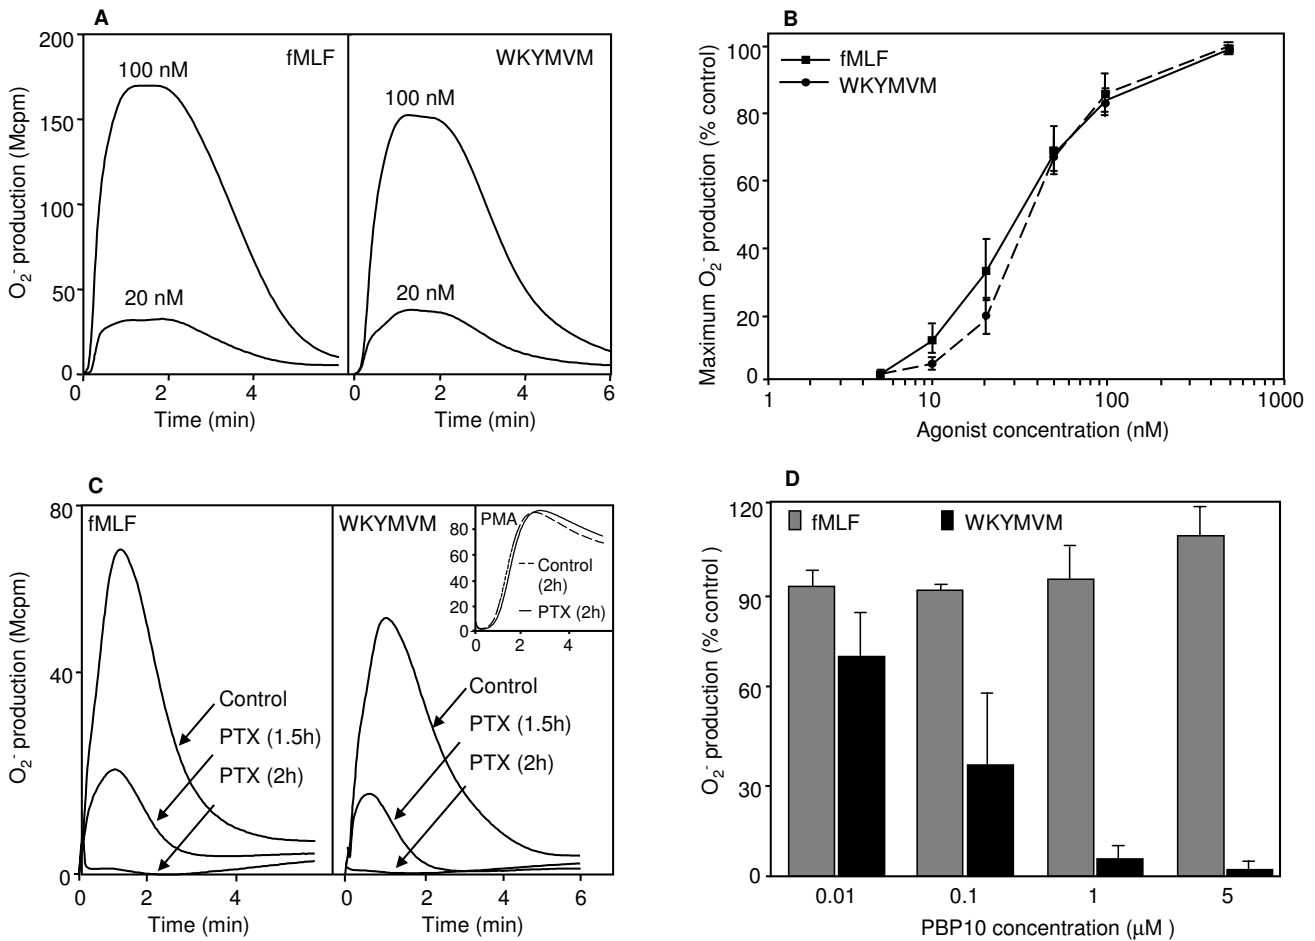 A
200
150
100
50
0
O2- production (Mcpm)
fMLF
100 nM
20 nM
WKYMVM
100 nM
20 nM
2 4
0 2 4 6
Time (min) Time (min)
B
100
80
60
40
20
0
Maximum O2- production (% control)
fMLF
WKYMVM
1 10 100 1000
Agonist concentration (nM)
C
80
40
0
O2- production (Mcpm)
fMLF
Control
PTX (1.5h)
PTX (2h)
WKYMVM
Control
PTX (1.5h)
PTX (2h)
PMA
80
60
40
20
0
Control
(2h)
PTX (2h)
0 2 4
0 2 4
0 2 4 6
Time (min) Time (min)
D
120
90
60
30
0
O2- production (% control )
fMLF WKYMVM
0.01 0.1 1 5
PBP10 concentration (μM )